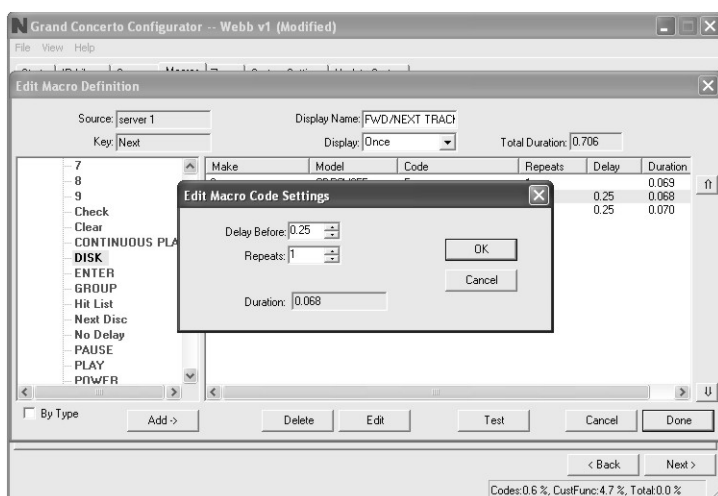 Grand Concerto Configurator -- Webb v1 (Modified)
File View Help
Edit Macro Definition
Source: server 1
Display Name: FWD/NEXT TRACK
Key: Next
Display: Once
Total Duration: 0.706
Make Model Code Repeats Delay Duration
7
8
9
Check
Clear
CONTINUOUS PLA
DISK
ENTER
GROUP
Hit List
Next Disc
No Delay
PAUSE
PLAY
POWER
0.069
0.25 0.068
0.25 0.070
Edit Macro Code Settings
Delay Before: 0.25
Repeats: 1
Duration: 0.068
OK
Cancel
By Type
Add ->
Delete
Edit
Test
Cancel
Done
< Back
Next >
Codes:0.6 %, CustFunc:4.7 %, Total:0.0 %